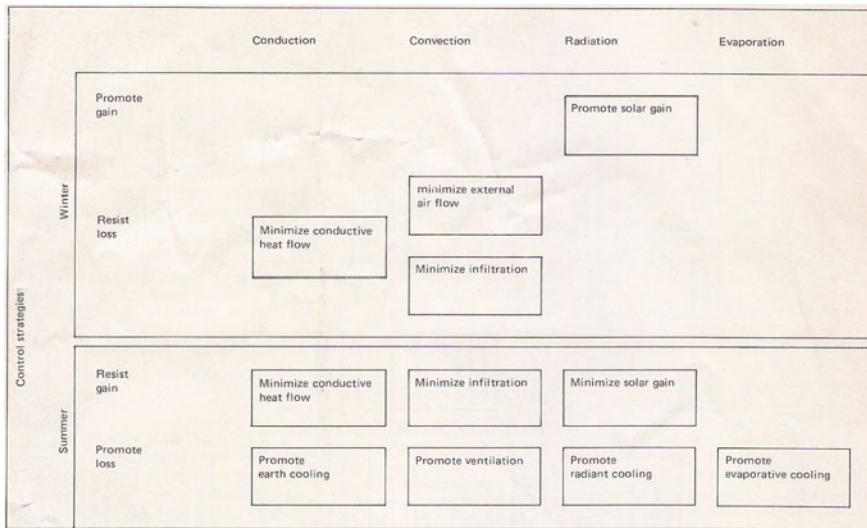 Conduction Convection Radiation Evaporation
Control strategies
Winter
Promote
gain
Promote solar gain
Resist
loss
Minimize conductive
heat flow
minimize external
air flow
Minimize infiltration
Summer
Resist
gain
Minimize conductive
heat flow
Minimize infiltration
Minimize solar gain
Promote
loss
Promote
earth cooling
Promote ventilation
Promote
radiant cooling
Promote
evaporative cooling